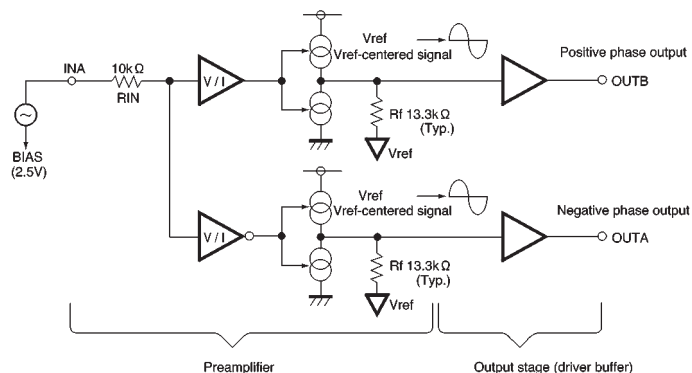 Vref
Vref-centered signal
Positive phase output
INA
10kΩ
RIN
V/I
OUTB
Rf 13.3kΩ
(Typ.)
Vref
BIAS
(2.5V)
Vref
Vref-centered signal
Negative phase output
V/I
OUTA
Rf 13.3kΩ
(Typ.)
Vref
Preamplifier
Output stage (driver buffer)